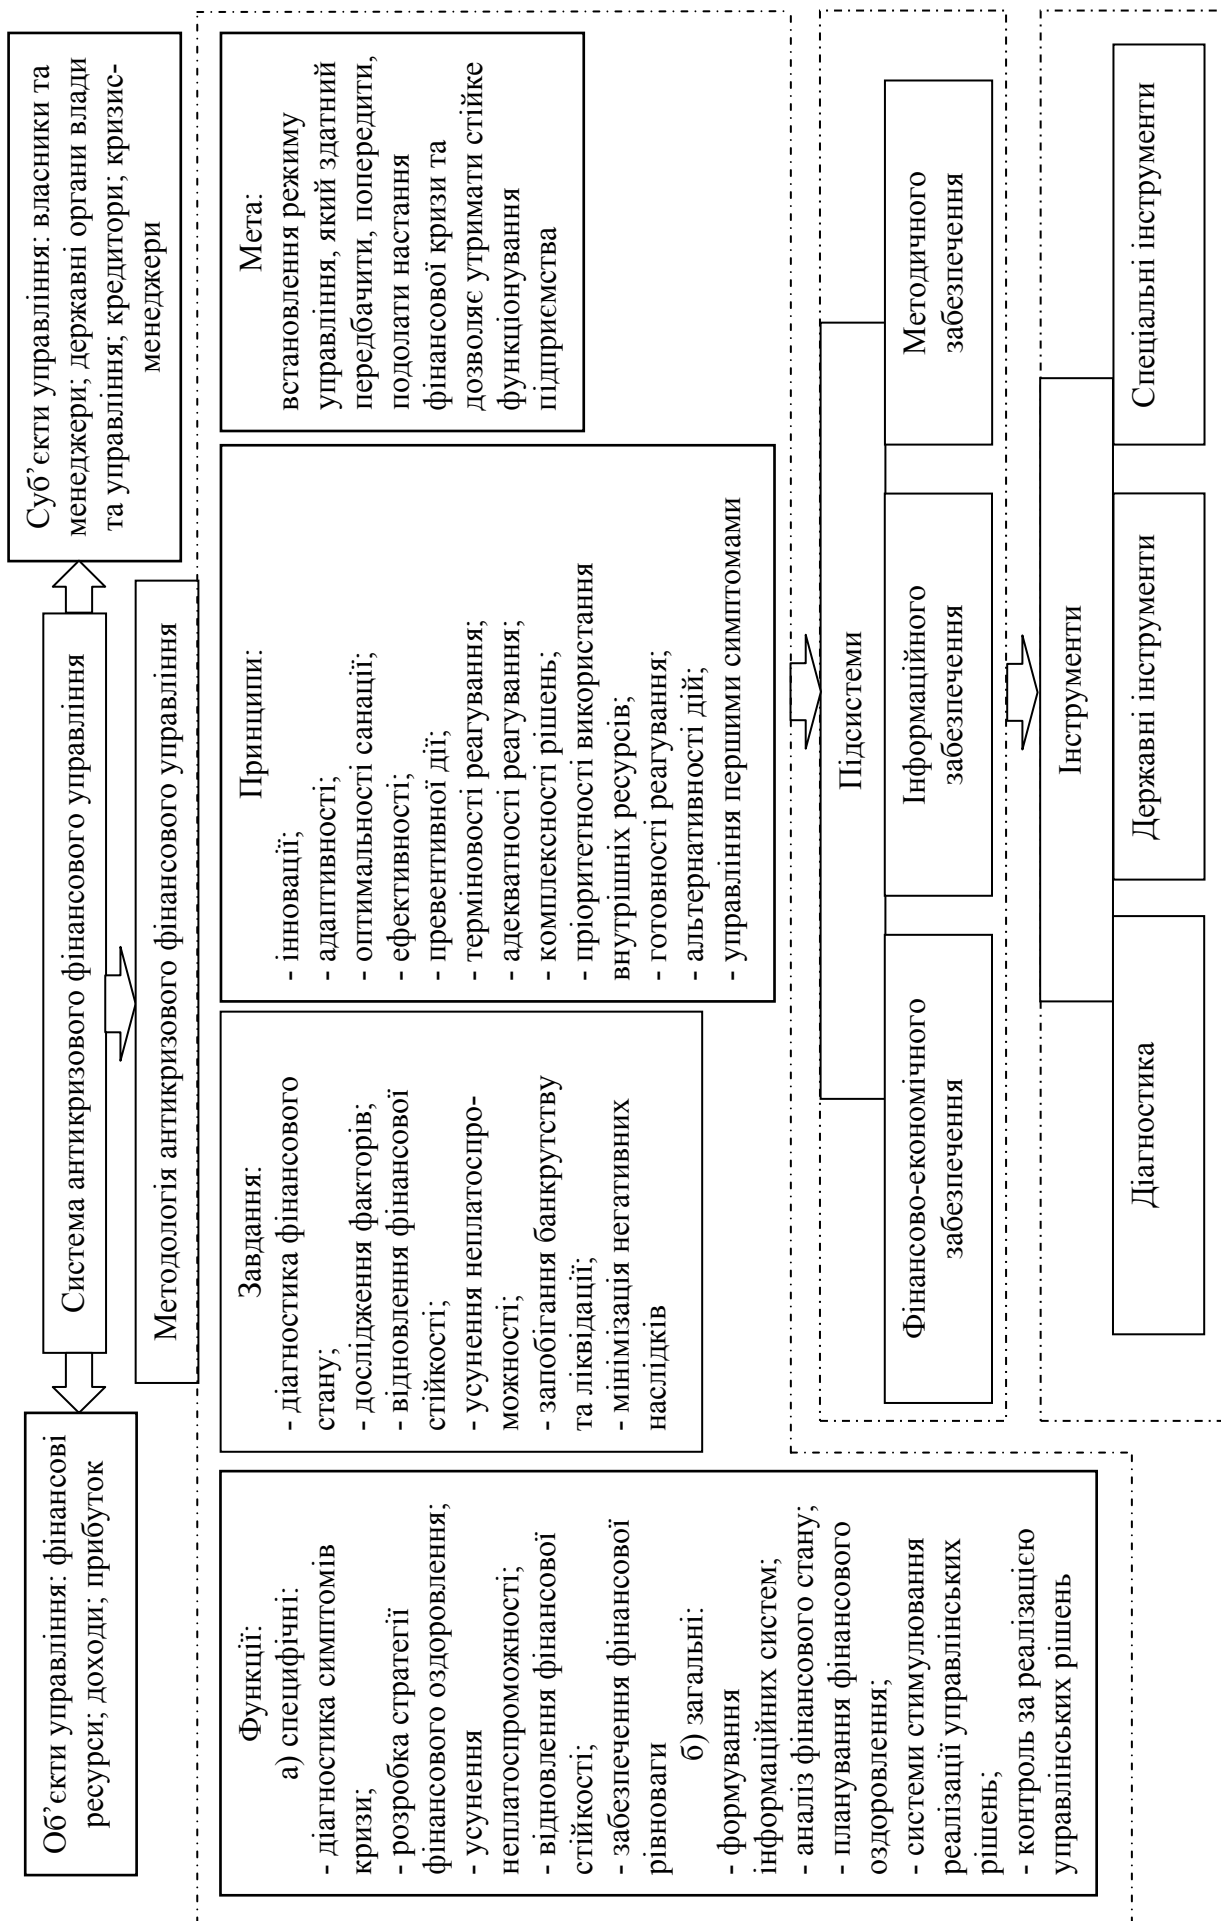 Об’єкти управління: фінансові
ресурси; доходи; прибуток
Система антикризового фінансового управління
Суб’єкти управління: власники та
менеджери; державні органи влади
та управління; кредитори; кризис-
менеджери
Методологія антикризового фінансового управління
Функції:
а) специфічні:
- діагностика симптомів
кризи;
- розробка стратегії
фінансового оздоровлення;
- усунення
неплатоспроможності;
- відновлення фінансової
стійкості;
- забезпечення фінансової
рівноваги
б) загальні:
- формування
інформаційних систем;
- аналіз фінансового стану;
- планування фінансового
оздоровлення;
- системи стимулювання
реалізації управлінських
рішень;
- контроль за реалізацією
управлінських рішень
Завдання:
- діагностика фінансового
стану;
- дослідження факторів;
- відновлення фінансової
стійкості;
- усунення неплатоспро-
можності;
- запобігання банкрутству
та ліквідації;
- мінімізація негативних
наслідків
Принципи:
- інновації;
- адаптивності;
- оптимальності санації;
- ефективності;
- превентивної дії;
- терміновості реагування;
- адекватності реагування;
- комплексності рішень;
- пріоритетності використання
внутрішніх ресурсів;
- готовності реагування;
- альтернативності дій;
- управління першими симптомами
Мета:
встановлення режиму
управління, який здатний
передбачити, попередити,
подолати настання
фінансової кризи та
дозволяє утримати стійке
функціонування
підприємства
Підсистеми
Фінансово-економічного
забезпечення
Інформаційного
забезпечення
Методичного
забезпечення
Інструменти
Діагностика
Державні інструменти
Спеціальні інструменти